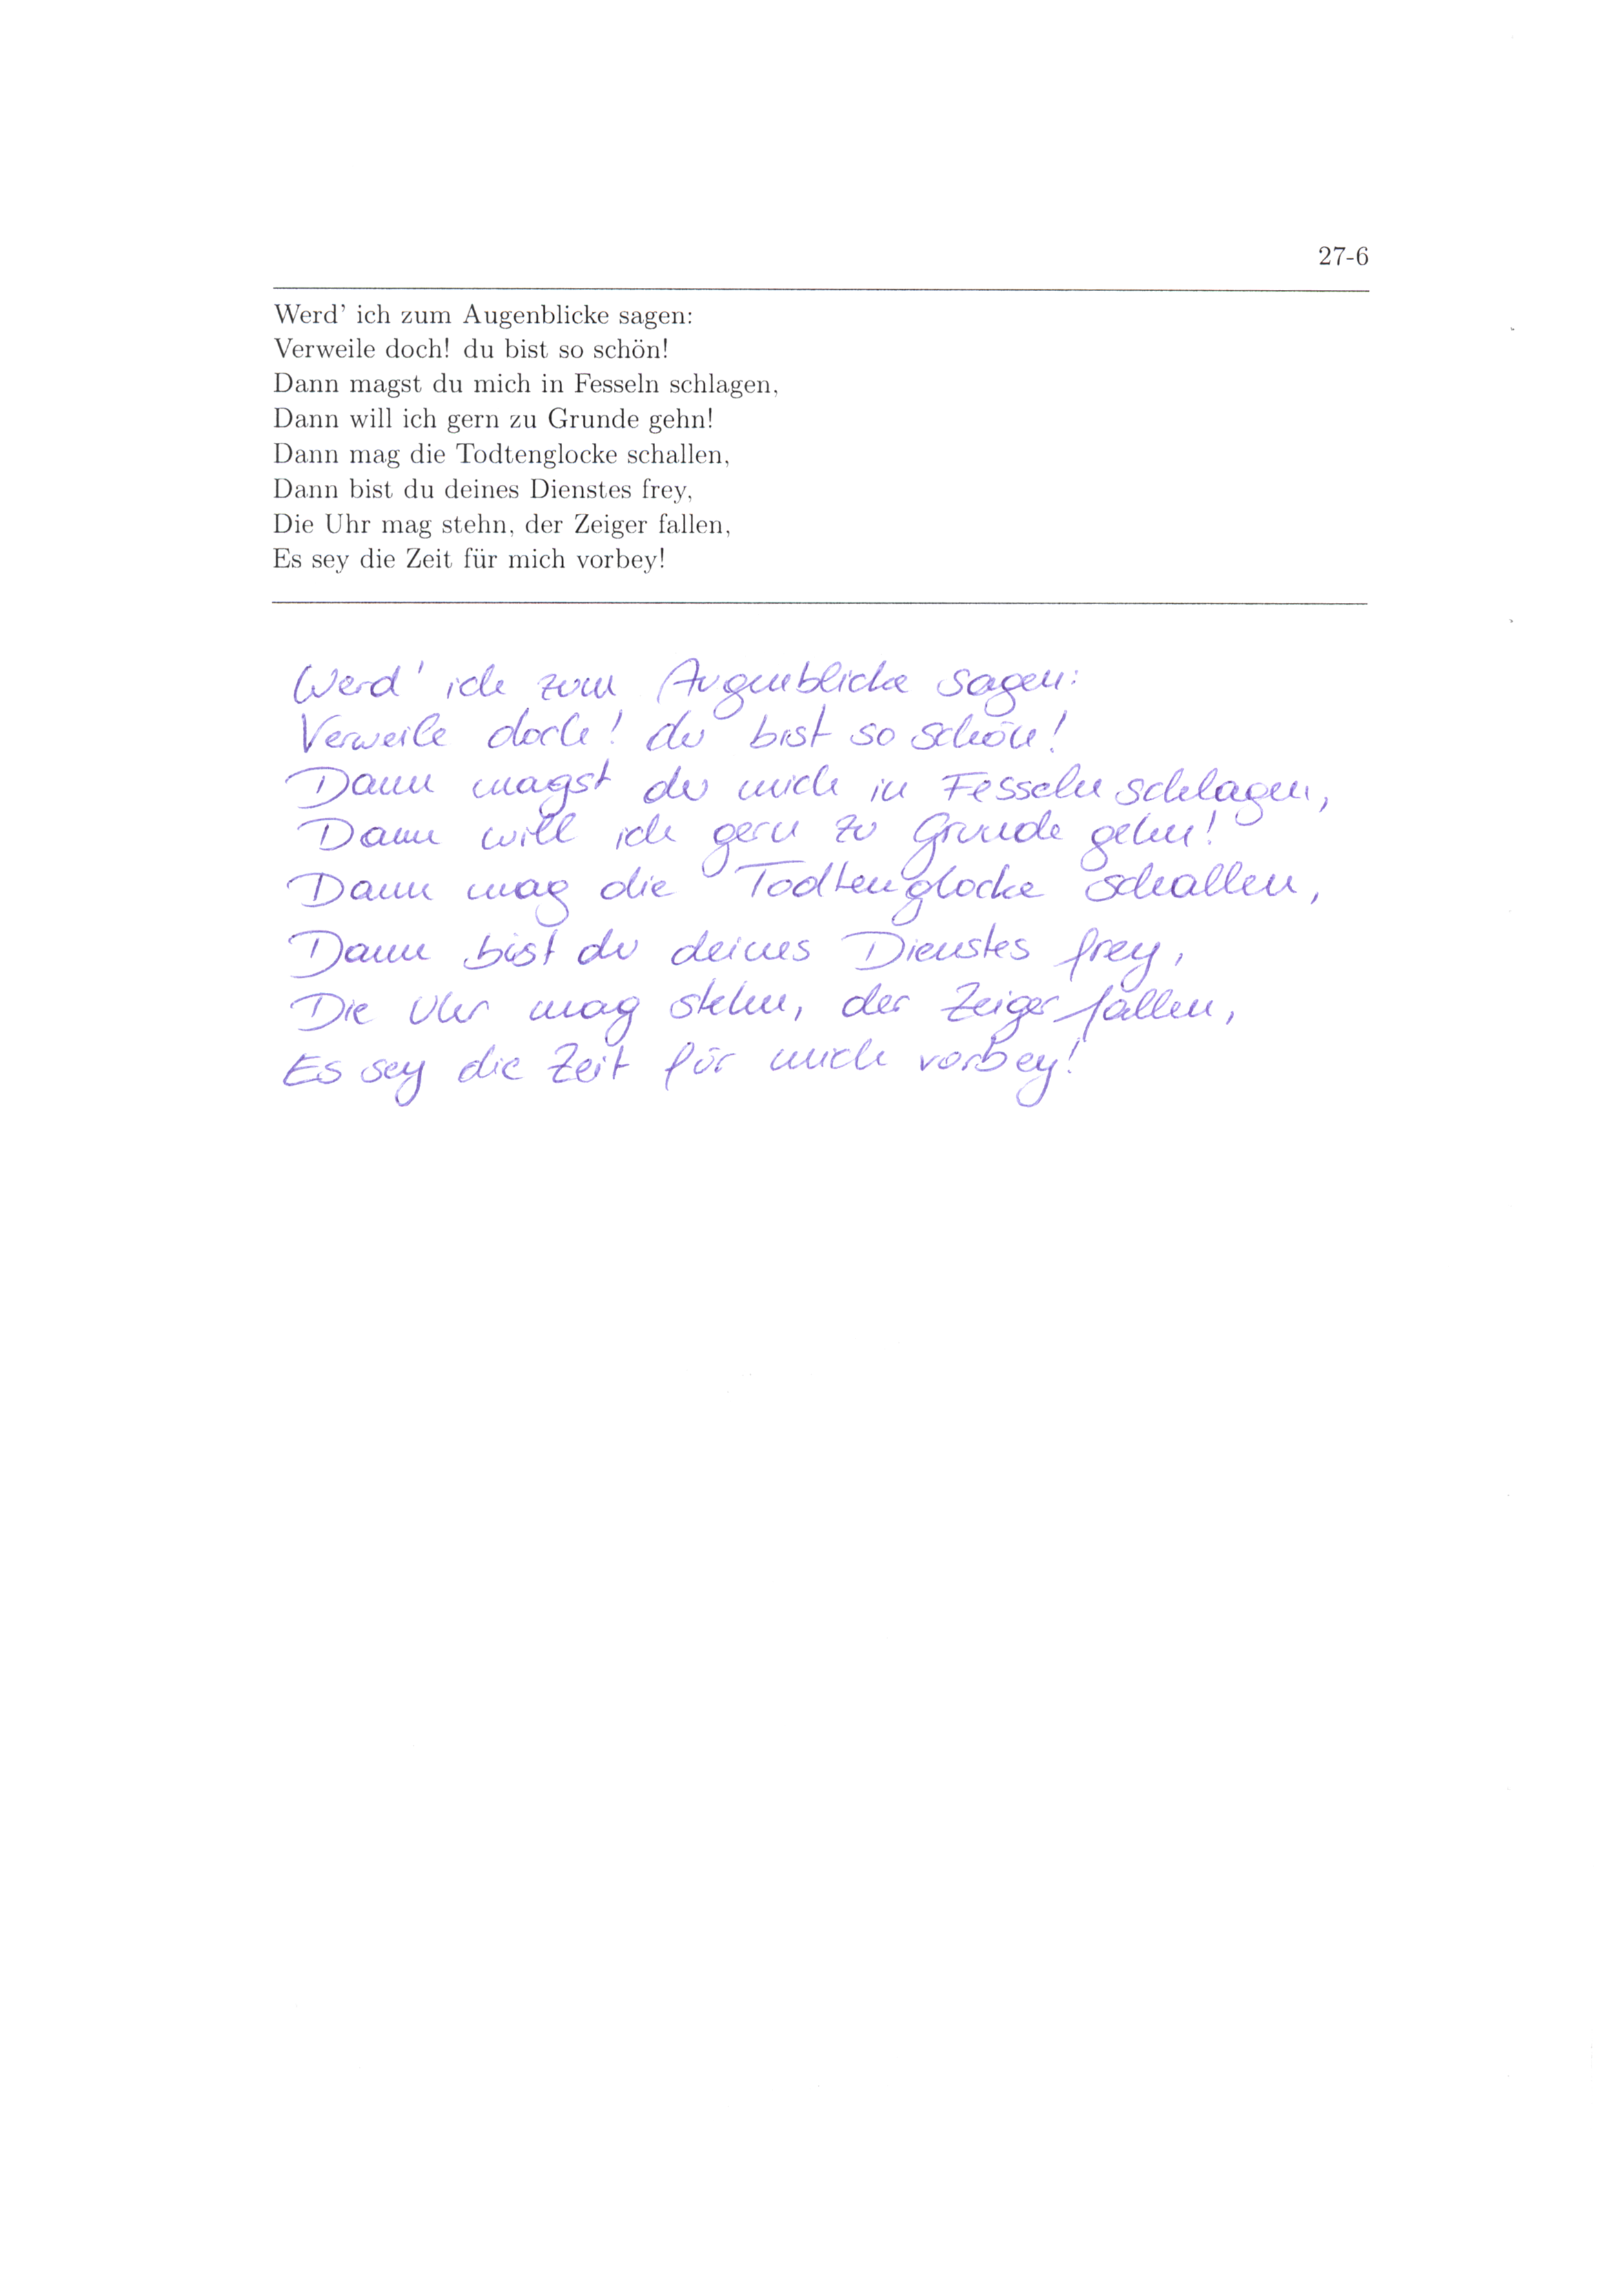 27-6
Werd' ich zum Augenblicke sagen:
Verweile doch! du bist so schön!
Dann magst du mich in Fesseln schlagen,
Dann will ich gern zu Grunde gehn!
Dann mag die Todtenglocke schallen,
Dann bist du deines Dienstes frey,
Die Uhr mag stehn, der Zeiger fallen,
Es sey die Zeit für mich vorbey!
Werd' ich zum Augenblicke sagen:
Verweile doch! du bist so schön!
Dann magst du mich in Fesseln schlagen,
Dann will ich gern zu Grunde gehn!
Dann mag die Todtenglocke schallen,
Dann bist du deines Dienstes frey,
Die Uhr mag stehn, der Zeiger fallen,
Es sey die Zeit für mich vorbey!